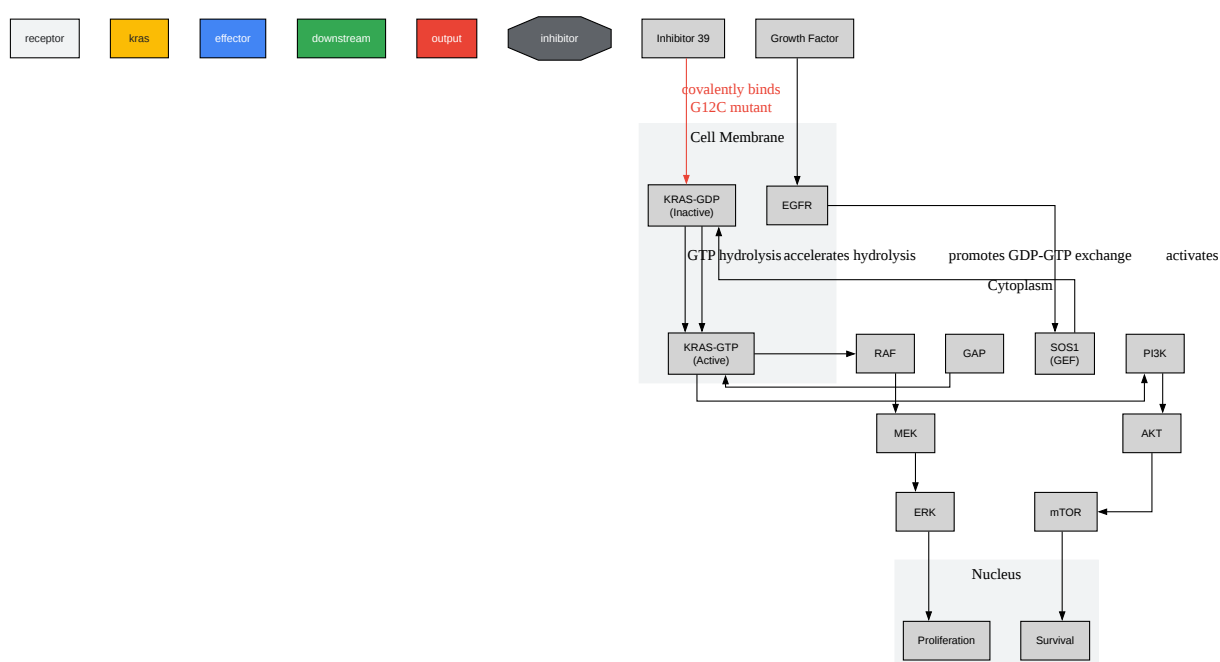 receptor
kras
effector
downstream
output
inhibitor
Inhibitor 39
Growth Factor
covalently binds
G12C mutant
Cell Membrane
KRAS-GDP
(Inactive)
EGFR
GTP hydrolysis
accelerates hydrolysis
promotes GDP-GTP exchange
activates
Cytoplasm
KRAS-GTP
(Active)
RAF
GAP
SOS1
(GEF)
PI3K
MEK
AKT
ERK
mTOR
Nucleus
Proliferation
Survival